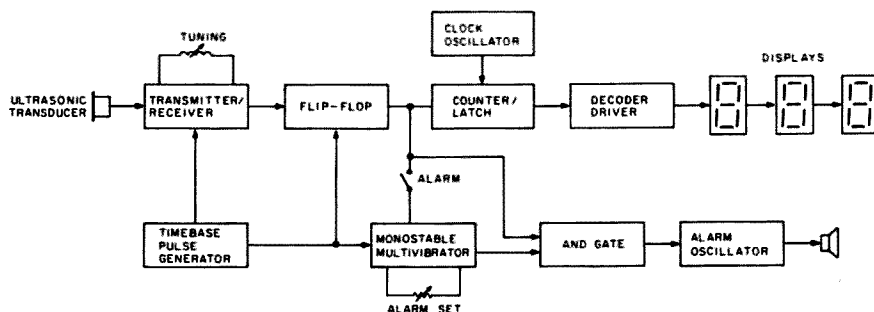 TUNING
CLOCK
OSCILLATOR
DISPLAYS
ULTRASONIC
TRANSDUCER
TRANSMITTER/
RECEIVER
FLIP-FLOP
COUNTER/
LATCH
DECODER
DRIVER
ALARM
TIMEBASE
PULSE
GENERATOR
MONOSTABLE
MULTIVIBRATOR
AND GATE
ALARM
OSCILLATOR
ALARM SET